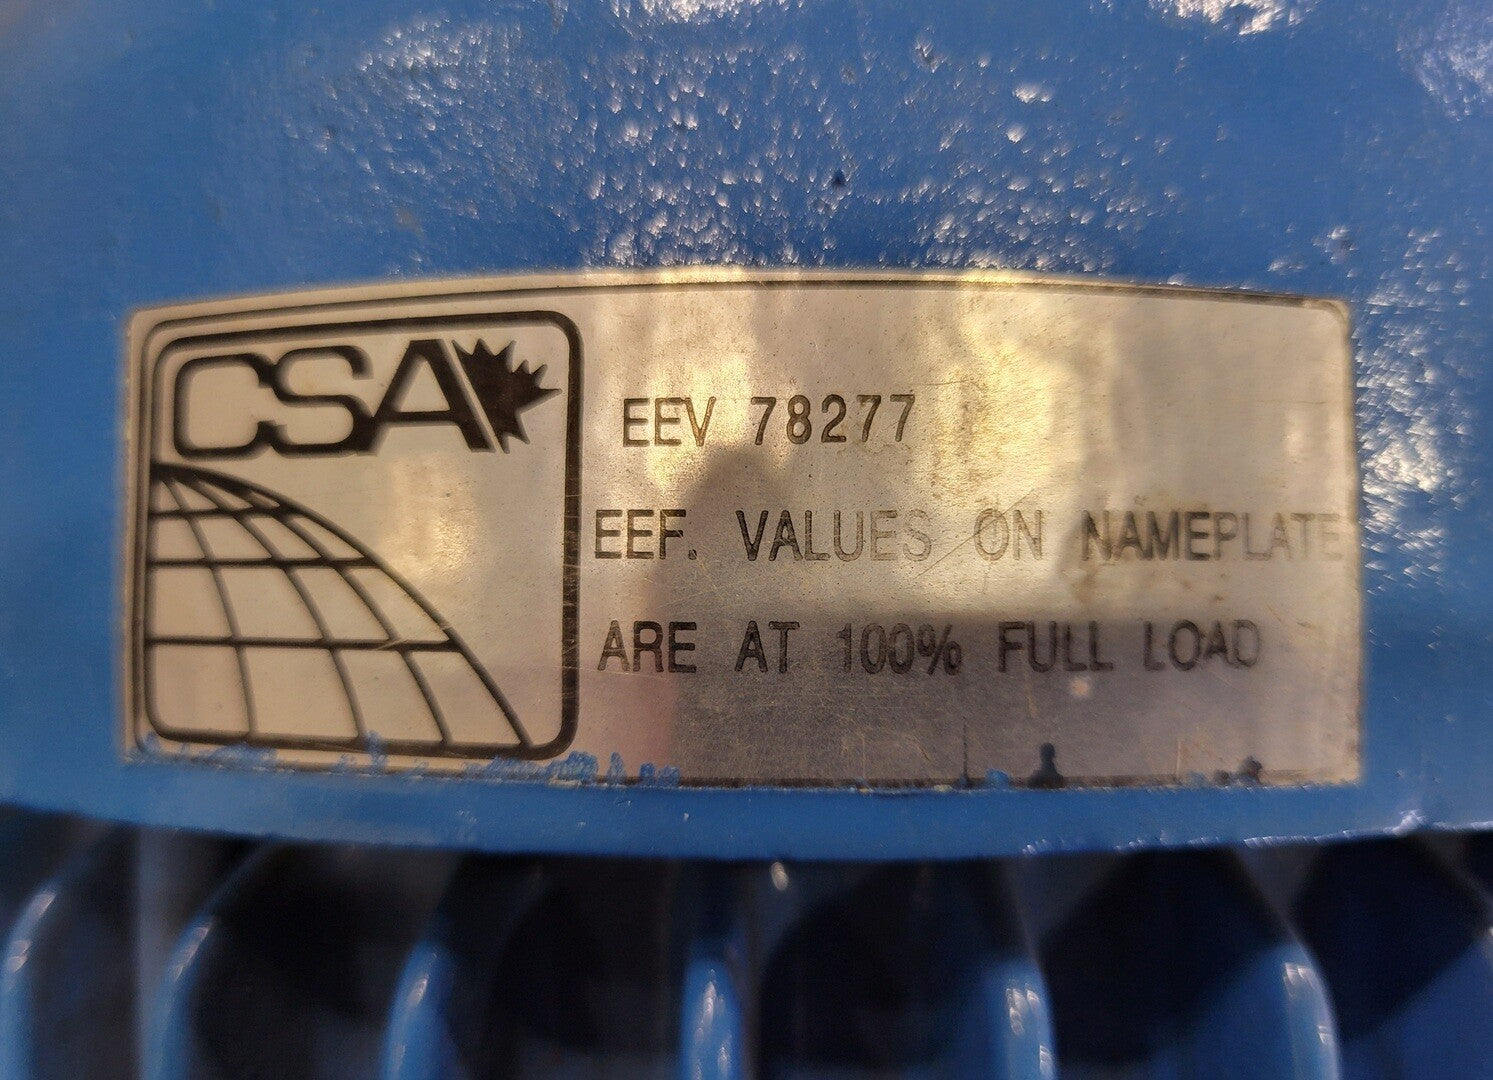 CSA
EEV 78277
EEF. VALUES ON NAMEPLATE
ARE AT 100% FULL LOAD